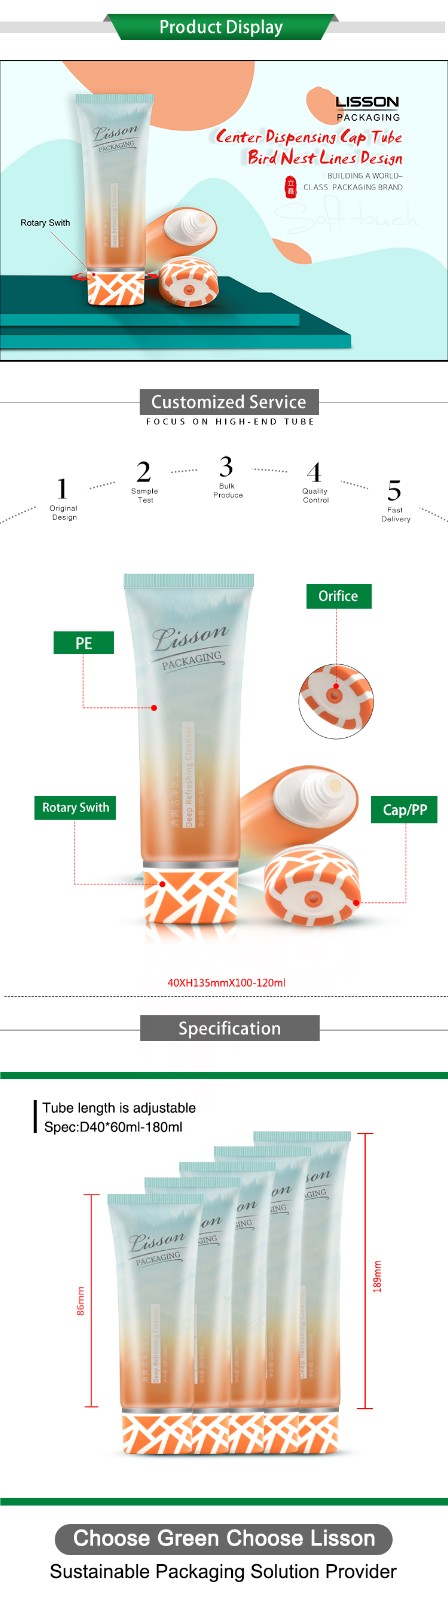 Product Display
LISSON
PACKAGING
Center Dispensing Cap Tube
Bird Nest Lines Design
BUILDING A WORLD-
CLASS PACKAGING BRAND
Soft touch
Lisson
PACKAGING
Rotary Swith
Customized Service
FOCUS ON HIGH-END TUBE
1
Original
Design
2
Sample
Test
3
Bulk
Produce
4
Quality
Control
5
Fast
Delivery
Orifice
PE
Lisson
PACKAGING
Deep Refreshing Cleanser
Rotary Swith
Cap/PP
40XH135mmX100-120ml
Specification
Tube length is adjustable
Spec:D40*60ml-180ml
Lisson
PACKAGING
Deep Refreshing Cleanser
86mm
189mm
Choose Green Choose Lisson
Sustainable Packaging Solution Provider